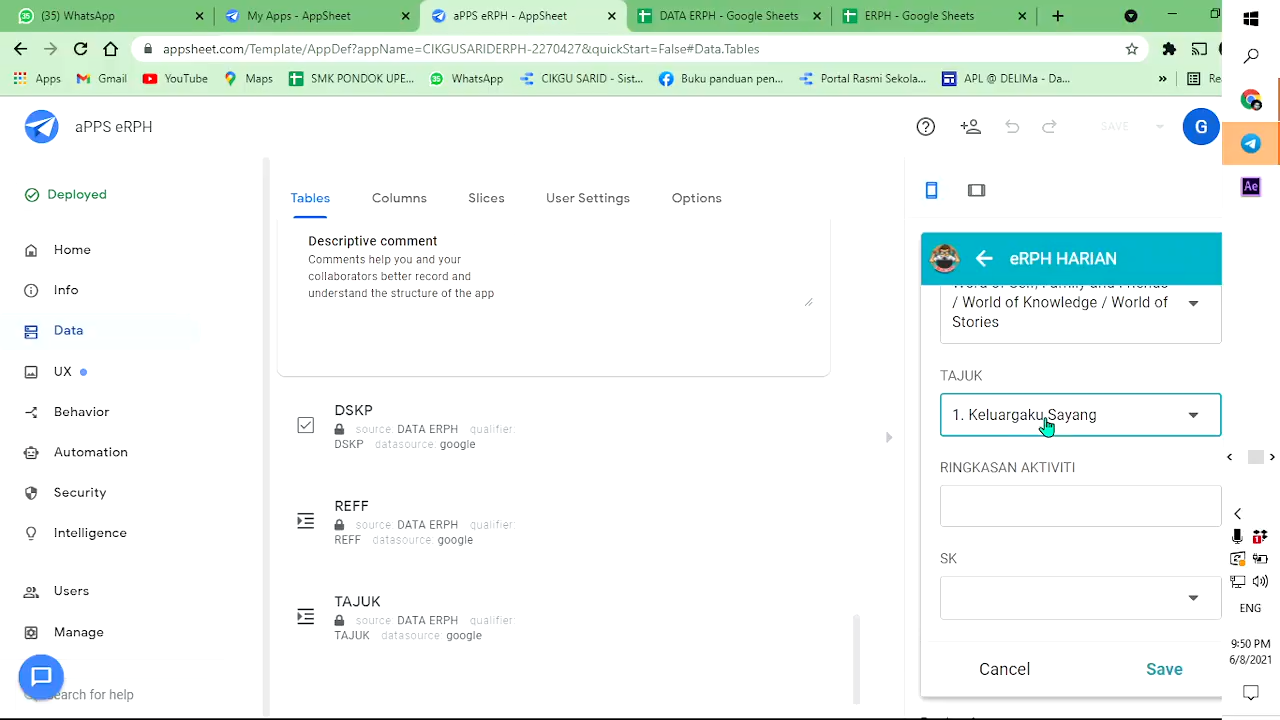 (35) WhatsApp
My Apps - AppSheet
aPPS eRPH - AppSheet
DATA ERPH - Google Sheets
ERPH - Google Sheets
appsheet.com/Template/AppDef?appName=CIKGUSARIDERPH-2270427&quickStart=False#Data.Tables
Apps
Gmail
YouTube
Maps
SMK PONDOK UPE...
WhatsApp
CIKGU SARID - Sist...
Buku panduan pen...
Portal Rasmi Sekola...
APL @ DELIMa - Da...
»
Re
aPPS eRPH
SAVE
G
Deployed
Home
Info
Data
UX
Behavior
Automation
Security
Intelligence
Users
Manage
earch for help
Tables
Columns
Slices
User Settings
Options
Descriptive comment
Comments help you and your
collaborators better record and
understand the structure of the app
DSKP
source: DATA ERPH qualifier:
DSKP datasource: google
REFF
source: DATA ERPH qualifier:
REFF datasource: google
TAJUK
source: DATA ERPH qualifier:
TAJUK datasource: google
eRPH HARIAN
/ World of Knowledge / World of
Stories
TAJUK
1. Keluargaku Sayang
RINGKASAN AKTIVITI
SK
Cancel
Save
Ae
ENG
9:50 PM
6/8/2021